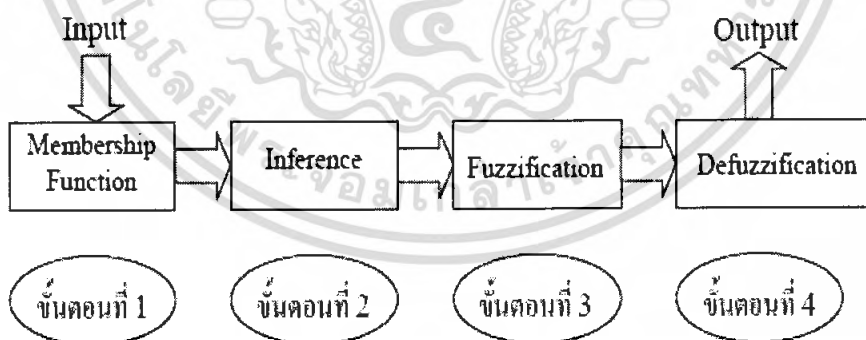 Input
Output
Membership
Function
Inference
Fuzzification
Defuzzification
ขั้นตอนที่ 1
ขั้นตอนที่ 2
ขั้นตอนที่ 3
ขั้นตอนที่ 4